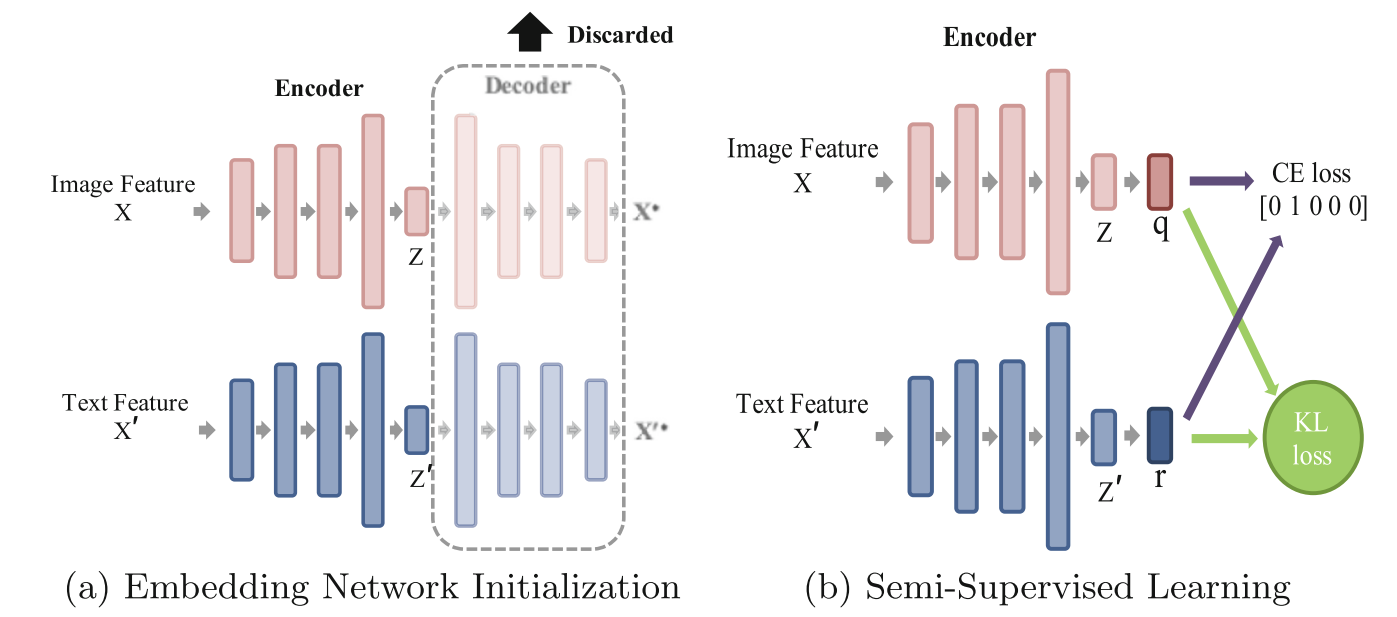 Discarded
Encoder
Decoder
Image Feature
X
Z
X*
Text Feature
X′
Z′
X′*
(a) Embedding Network Initialization
Encoder
Image Feature
X
Z
q
CE loss
[0 1 0 0 0]
Text Feature
X′
Z′
r
KL
loss
(b) Semi-Supervised Learning